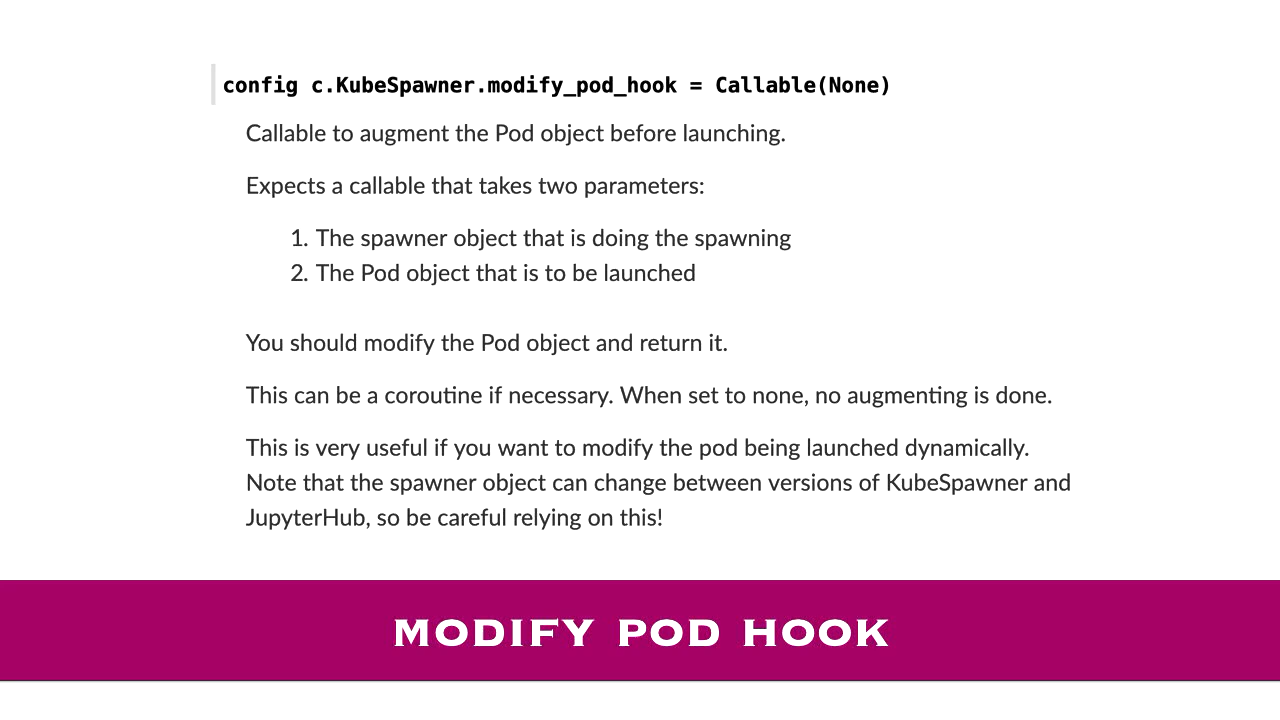 config c.KubeSpawner.modify_pod_hook = Callable(None)
Callable to augment the Pod object before launching.
Expects a callable that takes two parameters:
1. The spawner object that is doing the spawning
2. The Pod object that is to be launched
You should modify the Pod object and return it.
This can be a coroutine if necessary. When set to none, no augmenting is done.
This is very useful if you want to modify the pod being launched dynamically.
Note that the spawner object can change between versions of KubeSpawner and
JupyterHub, so be careful relying on this!
MODIFY POD HOOK